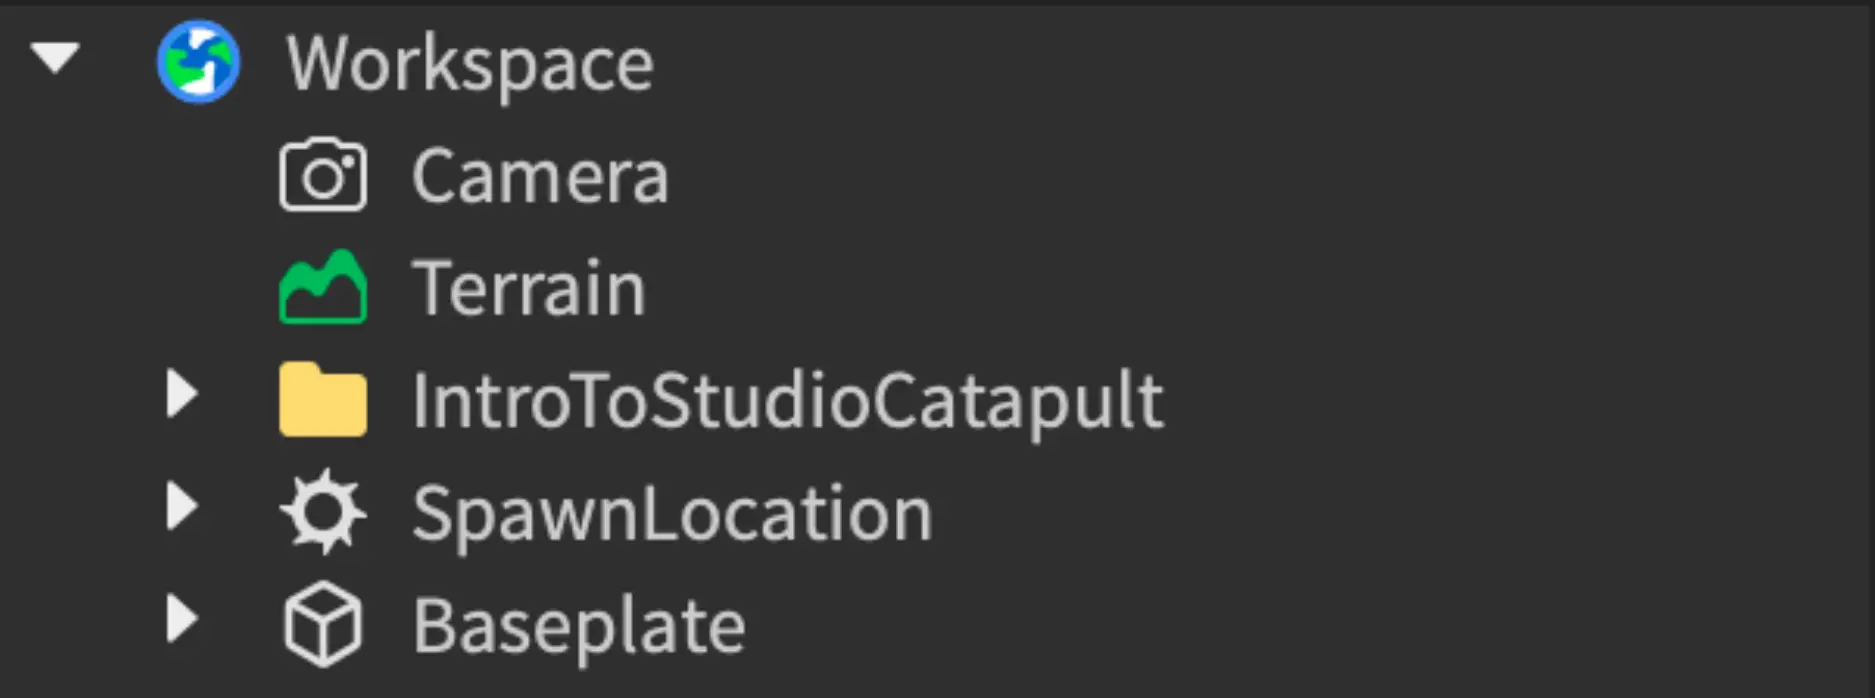 Workspace
Camera
Terrain
IntroToStudioCatapult
SpawnLocation
Baseplate